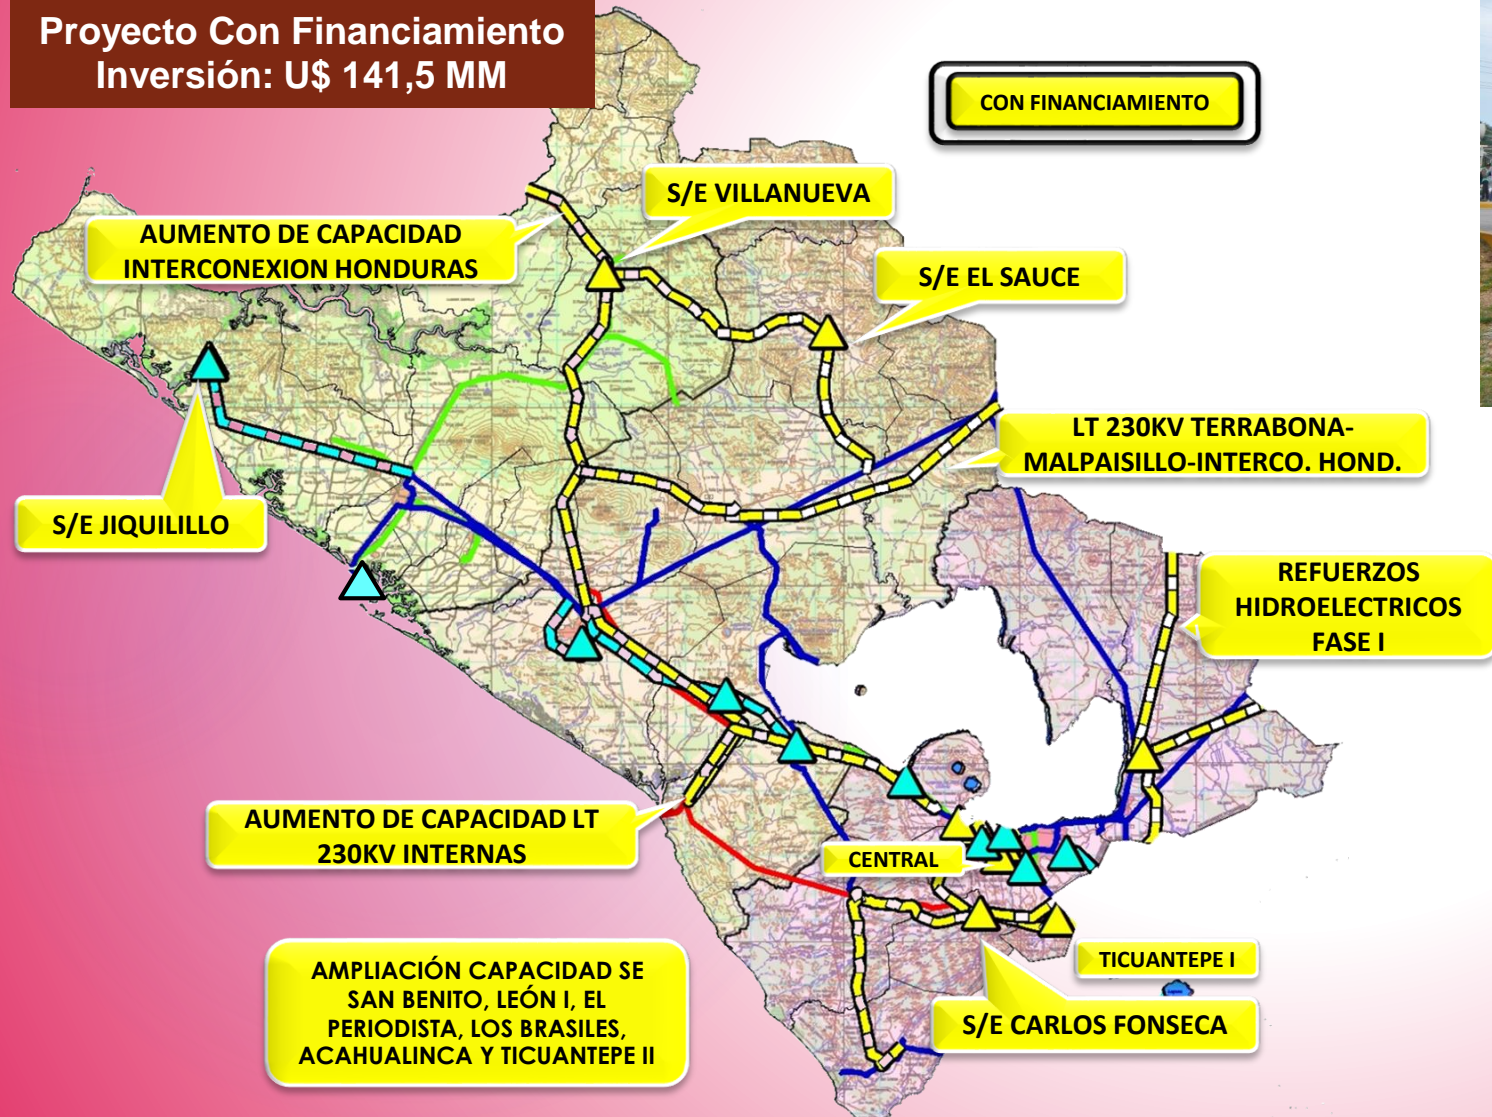 Proyecto Con Financiamiento
Inversión: U$ 141,5 MM
CON FINANCIAMIENTO
S/E VILLANUEVA
AUMENTO DE CAPACIDAD
INTERCONEXION HONDURAS
S/E EL SAUCE
LT 230KV TERRABONA-
MALPAISILLO-INTERCO. HOND.
S/E JIQUILILLO
REFUERZOS
HIDROELECTRICOS
FASE I
AUMENTO DE CAPACIDAD LT
230KV INTERNAS
CENTRAL
TICUANTEPE I
AMPLIACIÓN CAPACIDAD SE
SAN BENITO, LEÓN I, EL
PERIODISTA, LOS BRASILES,
ACAHUALINCA Y TICUANTEPE II
S/E CARLOS FONSECA